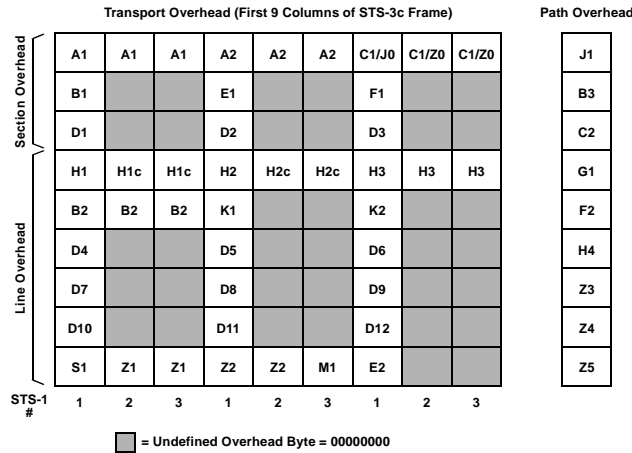 Transport Overhead (First 9 Columns of STS-3c Frame) Path Overhead
Section Overhead
A1 A1 A1 A2 A2 A2 C1/J0 C1/Z0 C1/Z0 J1
B1 E1 F1 B3
D1 D2 D3 C2
Line Overhead
H1 H1c H1c H2 H2c H2c H3 H3 H3 G1
B2 B2 B2 K1 K2 F2
D4 D5 D6 H4
D7 D8 D9 Z3
D10 D11 D12 Z4
S1 Z1 Z1 Z2 Z2 M1 E2 Z5
STS-1 # 1 2 3 1 2 3 1 2 3
= Undefined Overhead Byte = 00000000